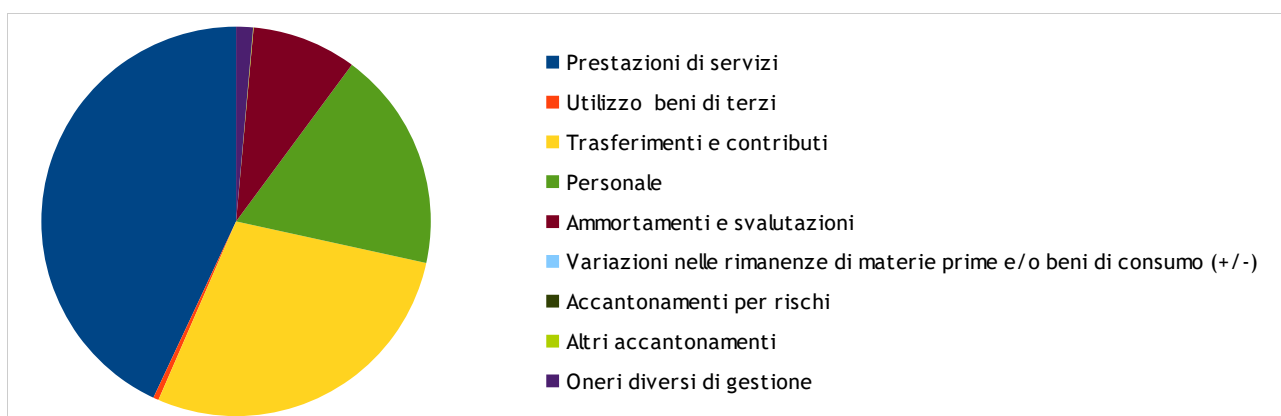 Prestazioni di servizi
Utilizzo beni di terzi
Trasferimenti e contributi
Personale
Ammortamenti e svalutazioni
Variazioni nelle rimanenze di materie prime e/o beni di consumo (+/-)
Accantonamenti per rischi
Altri accantonamenti
Oneri diversi di gestione